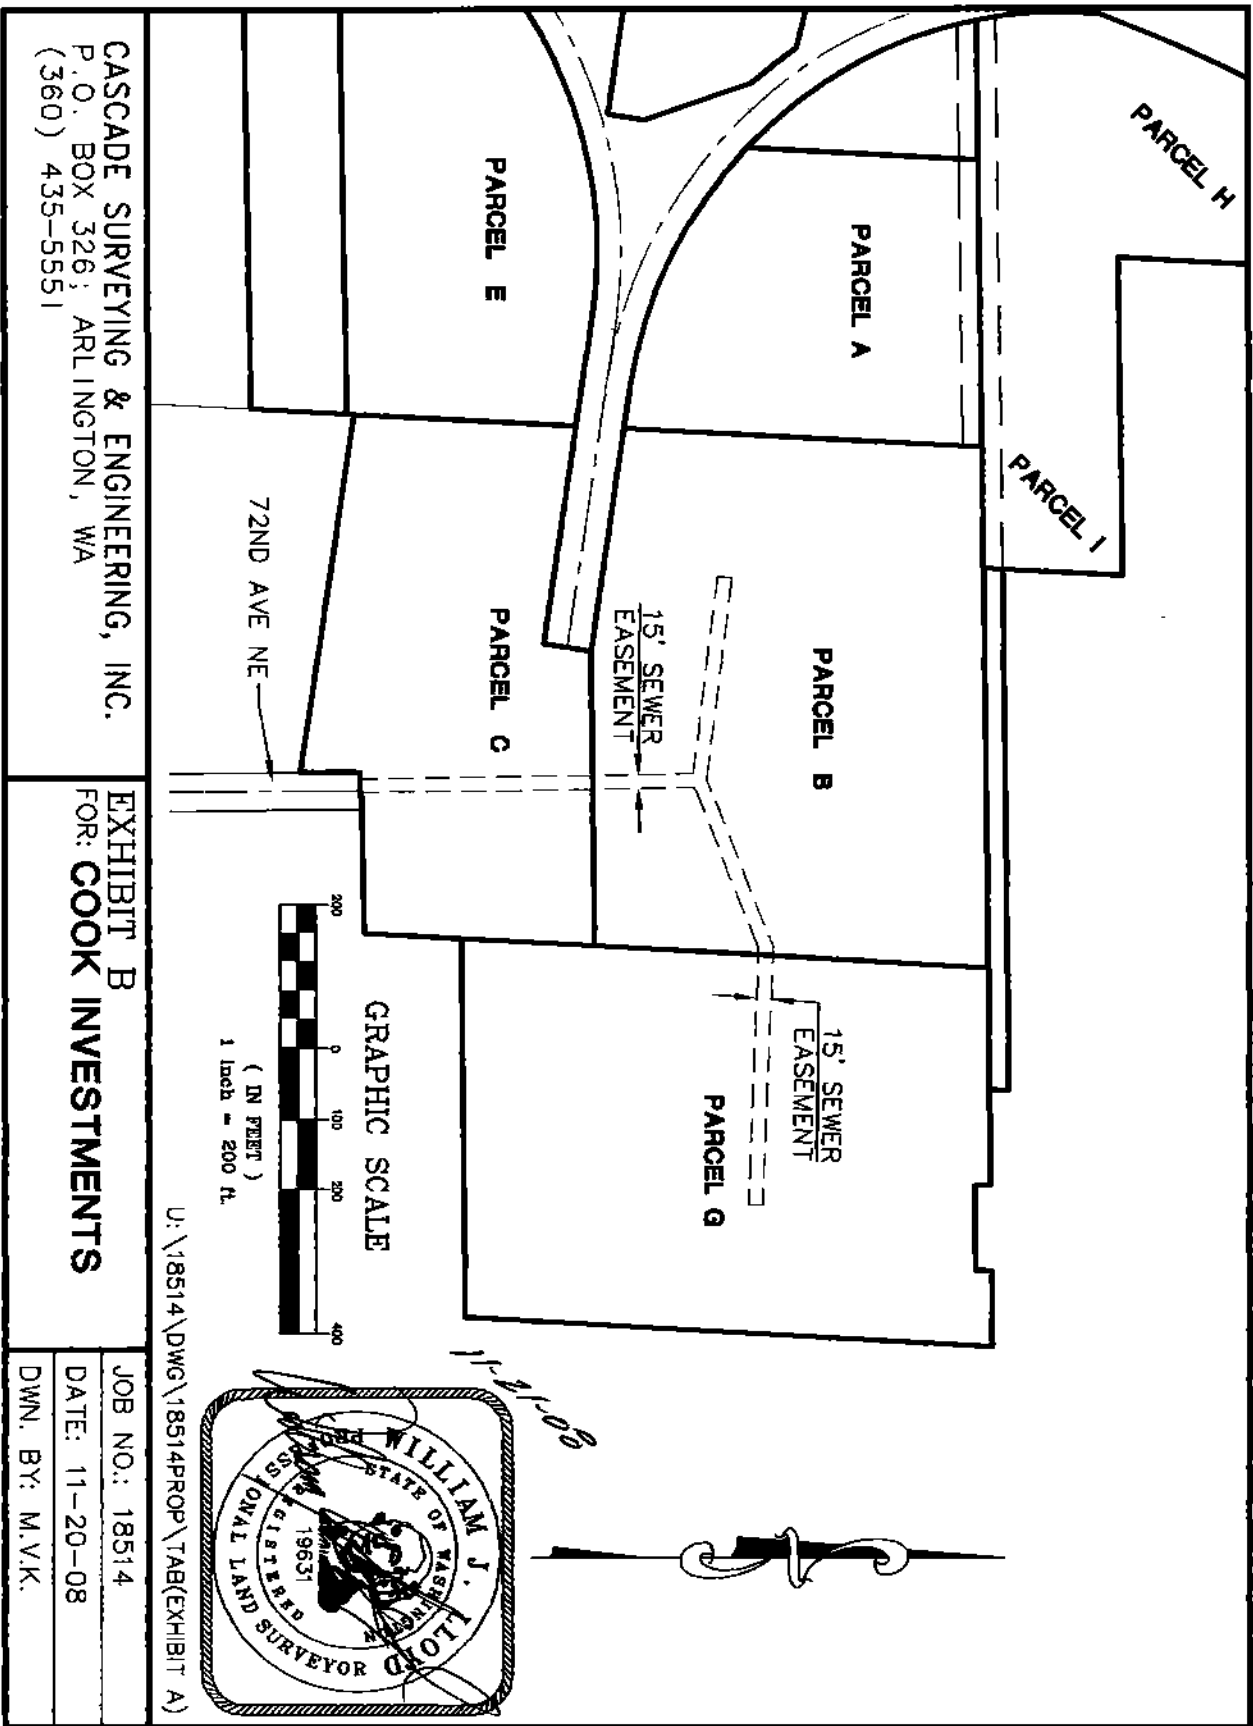 PARCEL H
PARCEL I
PARCEL A
PARCEL B
PARCEL E
PARCEL C
PARCEL G
15' SEWER
EASEMENT
15' SEWER
EASEMENT
72ND AVE NE
GRAPHIC SCALE
200 0 100 200 400
( IN FEET )
1 inch = 200 ft.
11-21-08
WILLIAM J. LLOYD
STATE OF WASHINGTON
19631
REGISTERED
PROFESSIONAL LAND SURVEYOR
U:\18514\DWG\18514PROP\TAB(EXHIBIT A)
CASCADE SURVEYING & ENGINEERING, INC.
P.O. BOX 326; ARLINGTON, WA
(360) 435-5551
EXHIBIT B
FOR: COOK INVESTMENTS
JOB NO.: 18514
DATE: 11-20-08
DWN. BY: M.V.K.